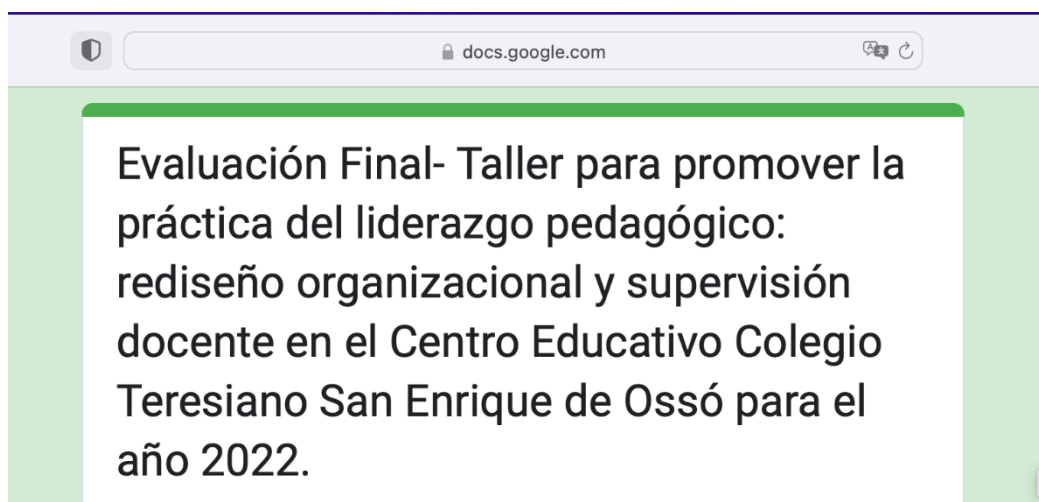 docs.google.com
Evaluación Final- Taller para promover la
práctica del liderazgo pedagógico:
rediseño organizacional y supervisión
docente en el Centro Educativo Colegio
Teresiano San Enrique de Ossó para el
año 2022.